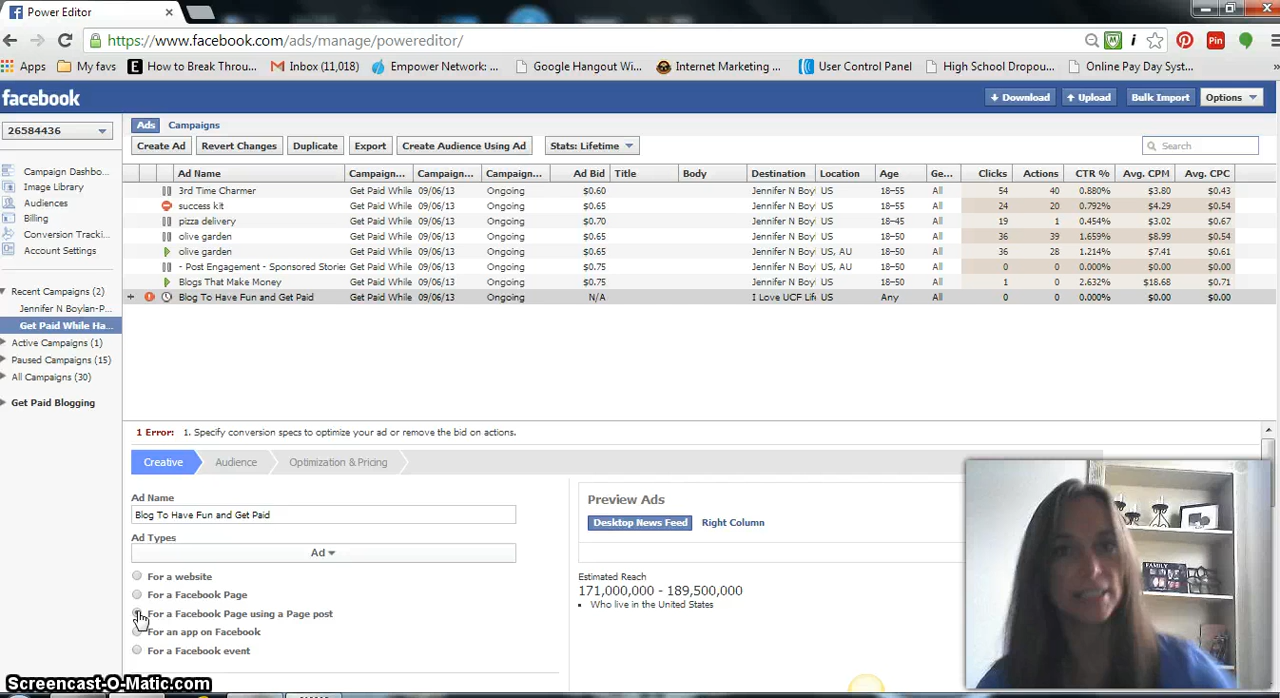 Power Editor
https://www.facebook.com/ads/manage/powereditor/
Apps My favs How to Break Throu... Inbox (11,018) Empower Network: ... Google Hangout Wi... Internet Marketing ... User Control Panel High School Dropou... Online Pay Day Syst...
facebook Download Upload Bulk Import Options
26584436 Ads Campaigns
Create Ad Revert Changes Duplicate Export Create Audience Using Ad Stats: Lifetime Search
Campaign Dashbo...
Image Library
Audiences
Billing
Conversion Tracki...
Account Settings
Recent Campaigns (2)
Jennifer N Boylan-P...
Get Paid While Ha...
Active Campaigns (1)
Paused Campaigns (15)
All Campaigns (30)
Get Paid Blogging
Ad Name Campaign... Campaign... Campaign... Ad Bid Title Body Destination Location Age Ge... Clicks Actions CTR % Avg. CPM Avg. CPC
3rd Time Charmer Get Paid While 09/06/13 Ongoing $0.60 Jennifer N Boyl US 18-55 All 54 40 0.880% $3.80 $0.43
success kit Get Paid While 09/06/13 Ongoing $0.65 Jennifer N Boyl US 18-50 All 24 20 0.792% $4.29 $0.54
pizza delivery Get Paid While 09/06/13 Ongoing $0.70 Jennifer N Boyl US 18-45 All 19 1 0.454% $3.02 $0.67
olive garden Get Paid While 09/06/13 Ongoing $0.65 Jennifer N Boyl US 18-50 All 36 39 1.659% $8.99 $0.54
olive garden Get Paid While 09/06/13 Ongoing $0.65 Jennifer N Boyl US, AU 18-50 All 36 28 1.214% $7.41 $0.61
- Post Engagement - Sponsored Stories Get Paid While 09/06/13 Ongoing $0.75 Jennifer N Boyl US, AU 18-50 All 0 0 0.000% $0.00 $0.00
Blogs That Make Money Get Paid While 09/06/13 Ongoing $0.75 Jennifer N Boyl US 18-50 All 1 0 2.632% $18.68 $0.71
Blog To Have Fun and Get Paid Get Paid While 09/06/13 Ongoing N/A I Love UCF Lif US Any All 0 0 0.000% $0.00 $0.00
1 Error: 1. Specify conversion specs to optimize your ad or remove the bid on actions.
Creative Audience Optimization & Pricing
Ad Name
Blog To Have Fun and Get Paid
Ad Types
Ad
For a website
For a Facebook Page
For a Facebook Page using a Page post
For an app on Facebook
For a Facebook event
Preview Ads
Desktop News Feed Right Column
Estimated Reach
171,000,000 - 189,500,000
Who live in the United States
FAMILY
Screencast-O-Matic.com